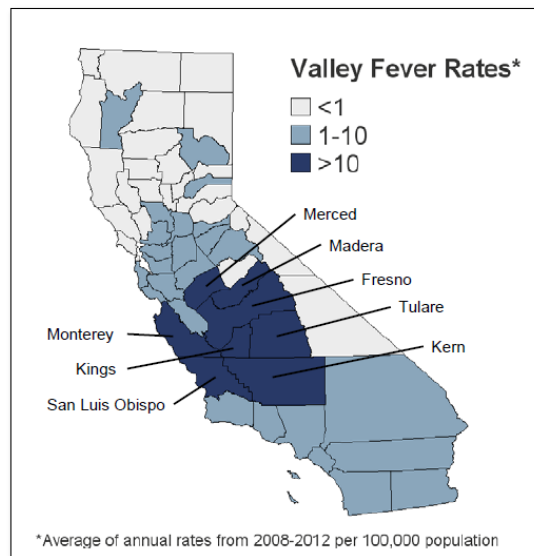 Valley Fever Rates*
<1
1-10
>10
Merced
Madera
Fresno
Tulare
Monterey
Kern
Kings
San Luis Obispo
*Average of annual rates from 2008-2012 per 100,000 population